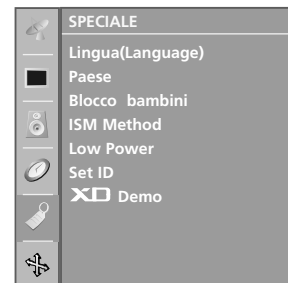 SPECIALE
Lingua(Language)
Paese
Blocco bambini
ISM Method
Low Power
Set ID
XD Demo